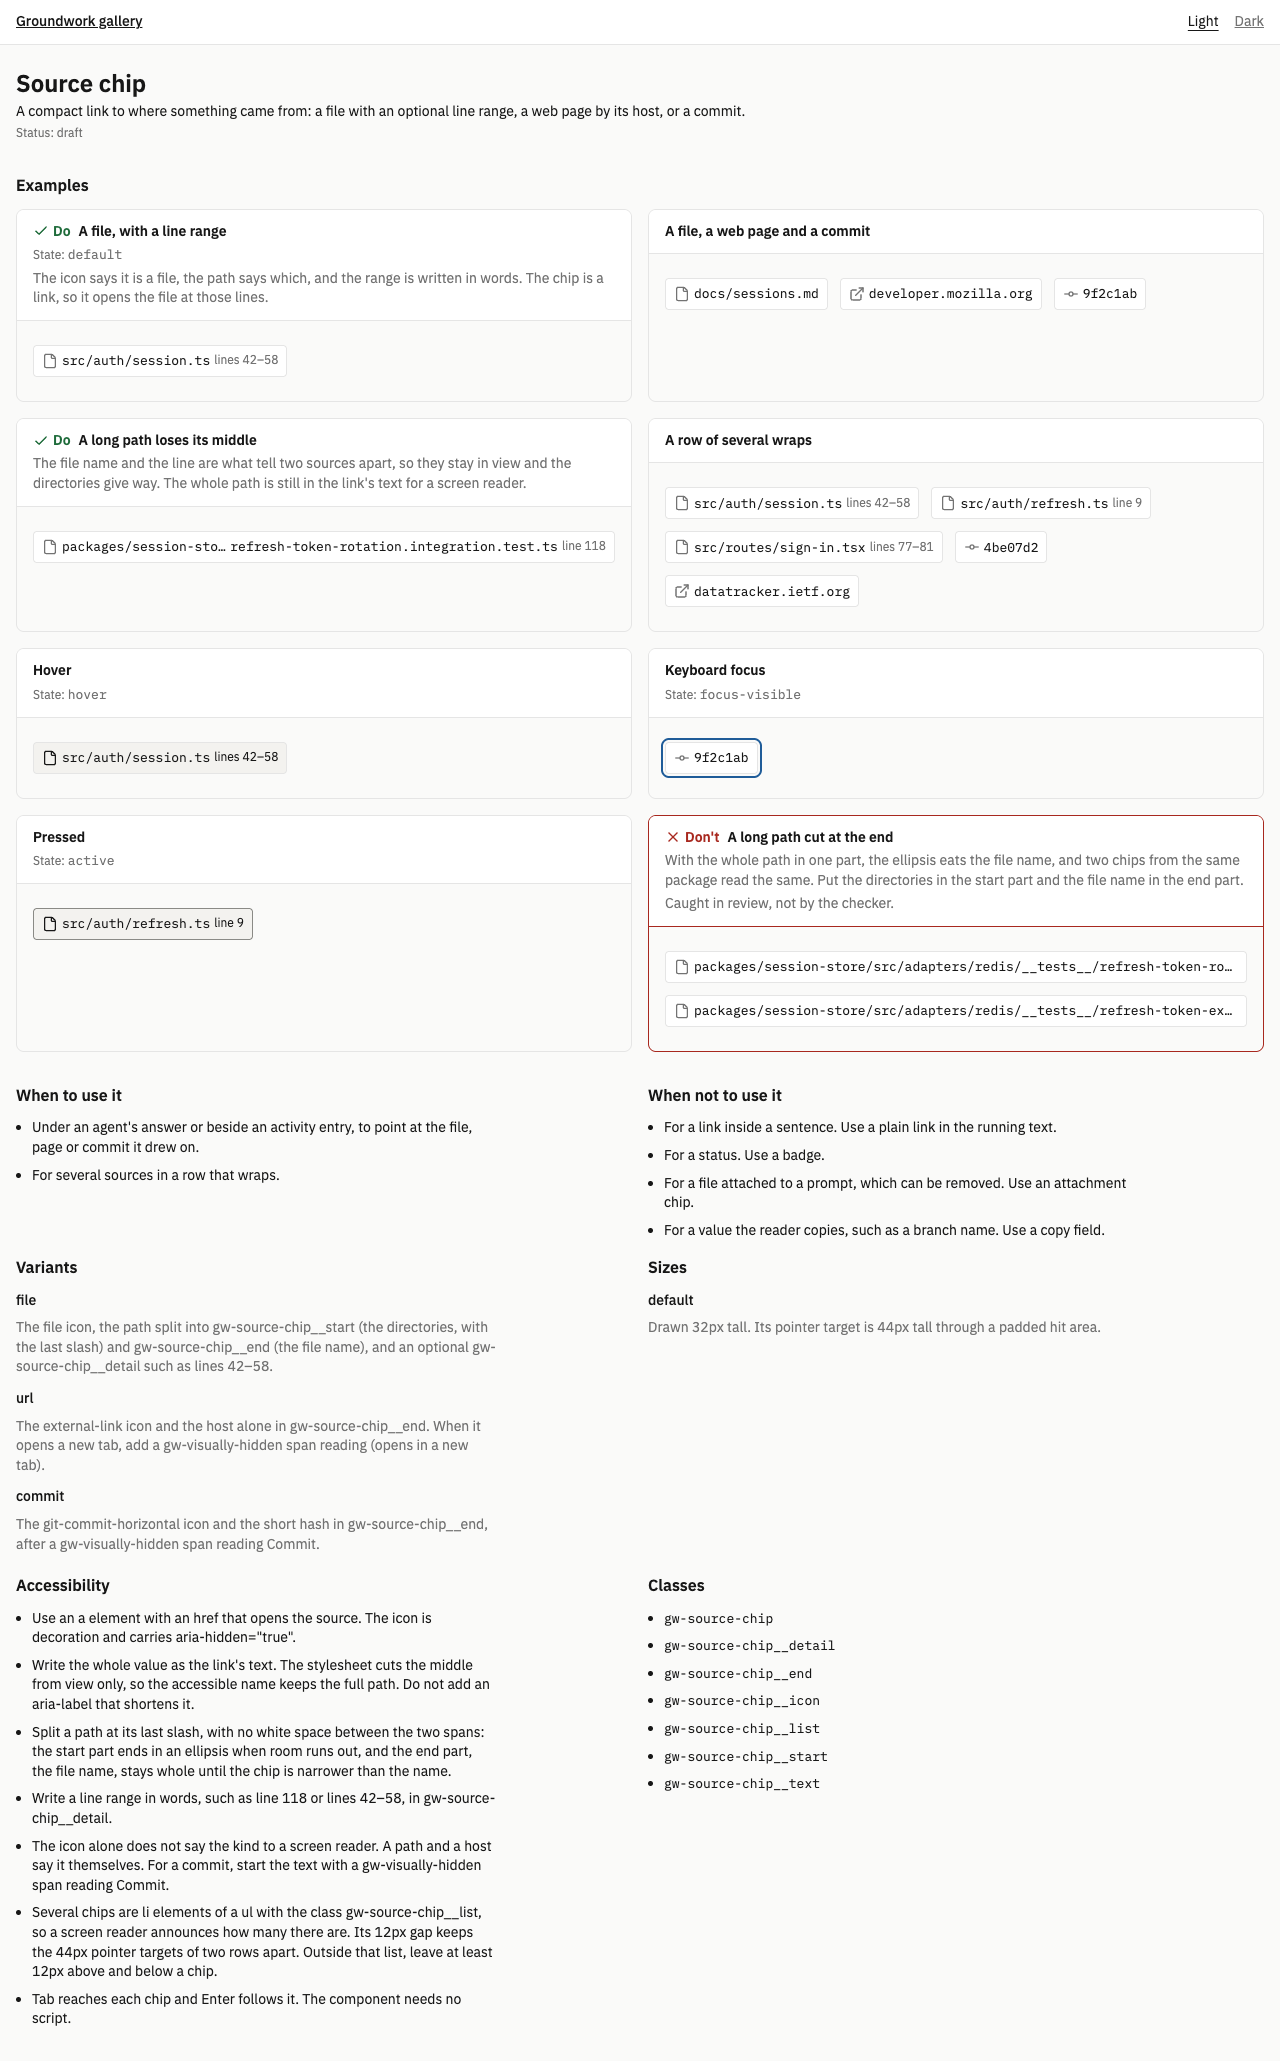 Groundwork gallery
Light Dark
Source chip
A compact link to where something came from: a file with an optional line range, a web page by its host, or a commit.
Status: draft
Examples
Do A file, with a line range
State: default
The icon says it is a file, the path says which, and the range is written in words. The chip is a
link, so it opens the file at those lines.
src/auth/session.ts lines 42–58
A file, a web page and a commit
docs/sessions.md developer.mozilla.org 9f2c1ab
Do A long path loses its middle
The file name and the line are what tell two sources apart, so they stay in view and the
directories give way. The whole path is still in the link's text for a screen reader.
packages/session-sto… refresh-token-rotation.integration.test.ts line 118
A row of several wraps
src/auth/session.ts lines 42–58 src/auth/refresh.ts line 9
src/routes/sign-in.tsx lines 77–81 4be07d2
datatracker.ietf.org
Hover
State: hover
src/auth/session.ts lines 42–58
Keyboard focus
State: focus-visible
9f2c1ab
Pressed
State: active
src/auth/refresh.ts line 9
Don't A long path cut at the end
With the whole path in one part, the ellipsis eats the file name, and two chips from the same
package read the same. Put the directories in the start part and the file name in the end part.
Caught in review, not by the checker.
packages/session-store/src/adapters/redis/__tests__/refresh-token-ro…
packages/session-store/src/adapters/redis/__tests__/refresh-token-ex…
When to use it
Under an agent's answer or beside an activity entry, to point at the file,
page or commit it drew on.
For several sources in a row that wraps.
When not to use it
For a link inside a sentence. Use a plain link in the running text.
For a status. Use a badge.
For a file attached to a prompt, which can be removed. Use an attachment
chip.
For a value the reader copies, such as a branch name. Use a copy field.
Variants
file
The file icon, the path split into gw-source-chip__start (the directories, with
the last slash) and gw-source-chip__end (the file name), and an optional gw-
source-chip__detail such as lines 42–58.
url
The external-link icon and the host alone in gw-source-chip__end. When it
opens a new tab, add a gw-visually-hidden span reading (opens in a new
tab).
commit
The git-commit-horizontal icon and the short hash in gw-source-chip__end,
after a gw-visually-hidden span reading Commit.
Sizes
default
Drawn 32px tall. Its pointer target is 44px tall through a padded hit area.
Accessibility
Use an a element with an href that opens the source. The icon is
decoration and carries aria-hidden="true".
Write the whole value as the link's text. The stylesheet cuts the middle
from view only, so the accessible name keeps the full path. Do not add an
aria-label that shortens it.
Split a path at its last slash, with no white space between the two spans:
the start part ends in an ellipsis when room runs out, and the end part,
the file name, stays whole until the chip is narrower than the name.
Write a line range in words, such as line 118 or lines 42–58, in gw-source-
chip__detail.
The icon alone does not say the kind to a screen reader. A path and a host
say it themselves. For a commit, start the text with a gw-visually-hidden
span reading Commit.
Several chips are li elements of a ul with the class gw-source-chip__list,
so a screen reader announces how many there are. Its 12px gap keeps
the 44px pointer targets of two rows apart. Outside that list, leave at least
12px above and below a chip.
Tab reaches each chip and Enter follows it. The component needs no
script.
Classes
gw-source-chip
gw-source-chip__detail
gw-source-chip__end
gw-source-chip__icon
gw-source-chip__list
gw-source-chip__start
gw-source-chip__text